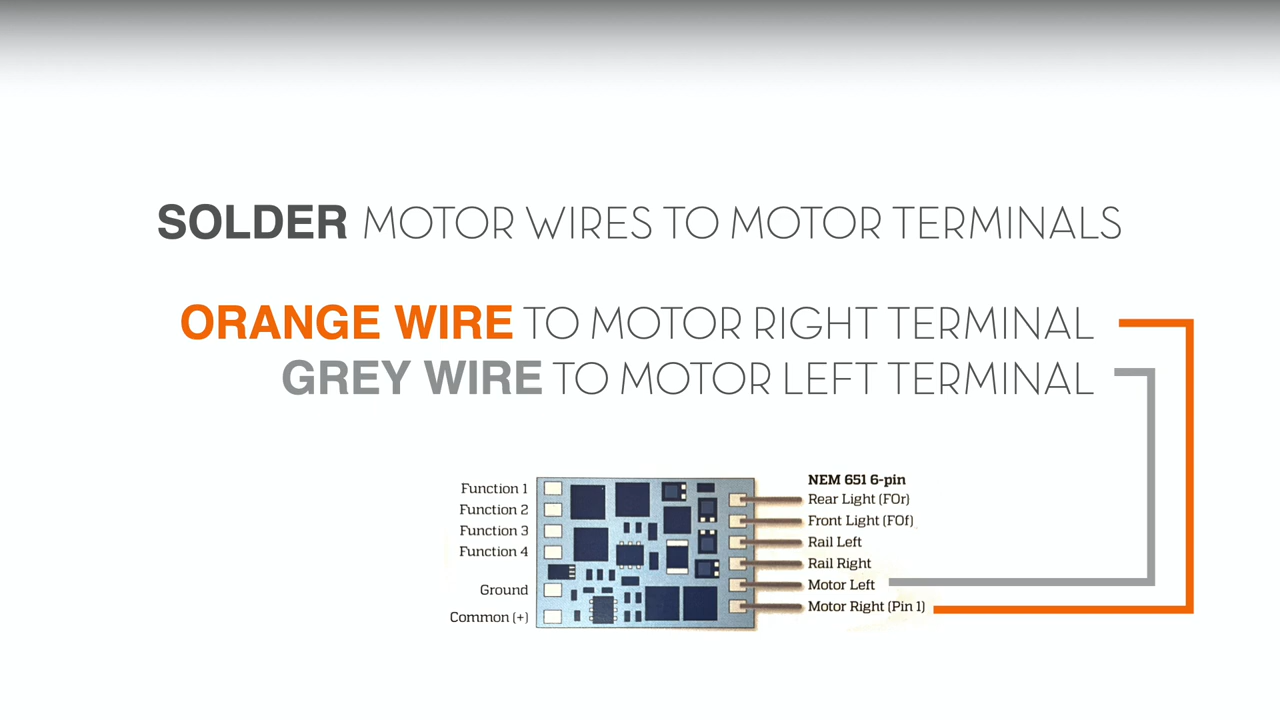 SOLDER MOTOR WIRES TO MOTOR TERMINALS
ORANGE WIRE TO MOTOR RIGHT TERMINAL
GREY WIRE TO MOTOR LEFT TERMINAL
Function 1
Function 2
Function 3
Function 4
Ground
Common (+)
NEM 651 6-pin
Rear Light (FOr)
Front Light (FOf)
Rail Left
Rail Right
Motor Left
Motor Right (Pin 1)